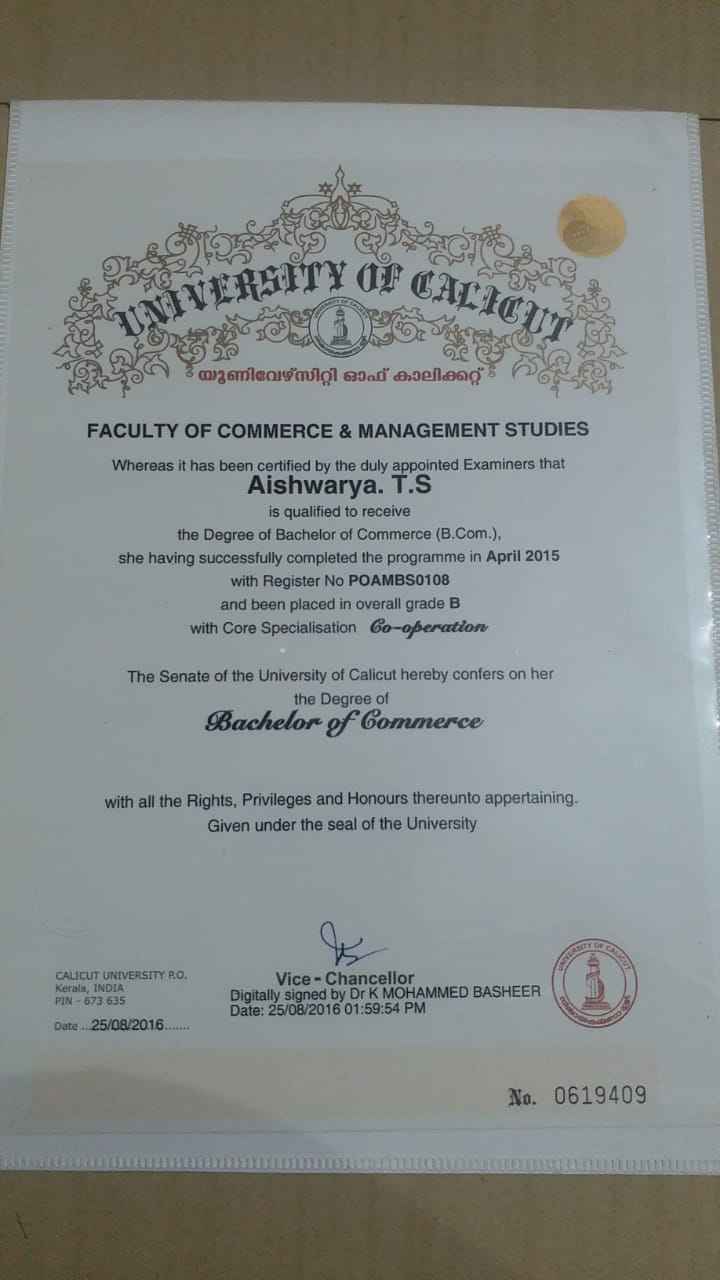 UNIVERSITY OF CALICUT
UNIVERSITY OF CALICUT
യൂണിവേഴ്സിറ്റി ഓഫ് കാലിക്കറ്റ്
FACULTY OF COMMERCE & MANAGEMENT STUDIES
Whereas it has been certified by the duly appointed Examiners that
Aishwarya. T.S
is qualified to receive
the Degree of Bachelor of Commerce (B.Com.),
she having successfully completed the programme in April 2015
with Register No POAMBS0108
and been placed in overall grade B
with Core Specialisation Co-operation
The Senate of the University of Calicut hereby confers on her
the Degree of
Bachelor of Commerce
with all the Rights, Privileges and Honours thereunto appertaining.
Given under the seal of the University
Vice - Chancellor
Digitally signed by Dr K MOHAMMED BASHEER
Date: 25/08/2016 01:59:54 PM
CALICUT UNIVERSITY P.O.
Kerala, INDIA
PIN - 673 635
Date ...25/08/2016.......
UNIVERSITY OF CALICUT
No. 0619409